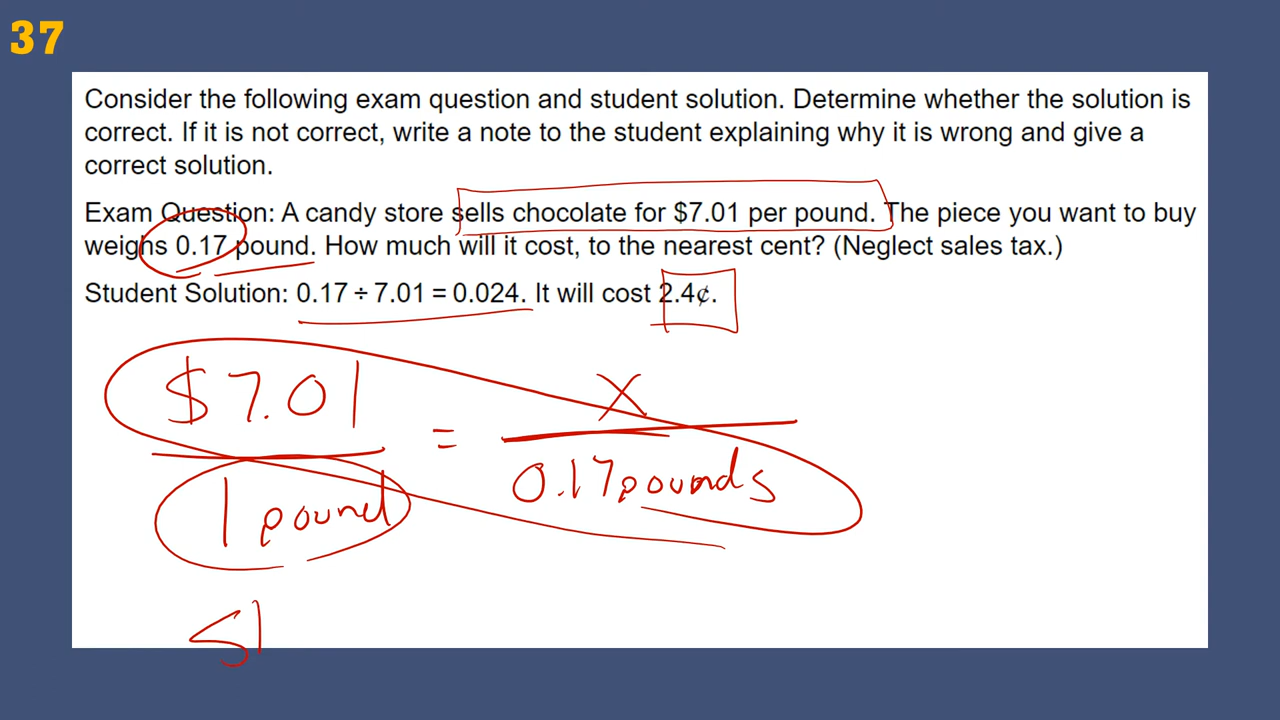 37
Consider the following exam question and student solution. Determine whether the solution is
correct. If it is not correct, write a note to the student explaining why it is wrong and give a
correct solution.
Exam Question: A candy store sells chocolate for $7.01 per pound. The piece you want to buy
weighs 0.17 pound. How much will it cost, to the nearest cent? (Neglect sales tax.)
Student Solution: 0.17 ÷ 7.01 = 0.024. It will cost 2.4¢.
$7.01 = X
1 pound 0.17 pounds